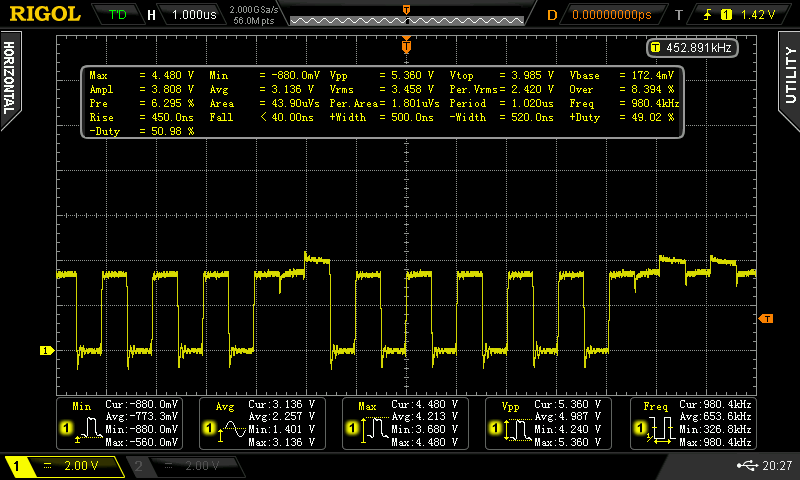 RIGOL T'D H 1.000us 2.000GSa/s 56.0M pts D 0.00000000ps T 1 1.42 V
T 452.891kHz
HORIZONTAL
UTILITY
Max = 4.480 V Min = -880.0mV Vpp = 5.360 V Vtop = 3.985 V Vbase = 172.4mV
Ampl = 3.808 V Avg = 3.136 V Vrms = 3.458 V Per.Vrms= 2.420 V Over = 8.394 %
Pre = 6.295 % Area = 43.90uVs Per.Area= 1.801uVs Period = 1.020us Freq = 980.4kHz
Rise = 450.0ns Fall < 40.00ns +Width = 500.0ns -Width = 520.0ns +Duty = 49.02 %
-Duty = 50.98 %
T
T
1
1 Min Cur:-880.0mV
Avg:-773.3mV
Min:-880.0mV
Max:-560.0mV
1 Avg Cur: 3.136 V
Avg: 2.257 V
Min: 1.401 V
Max: 3.136 V
1 Max Cur: 4.480 V
Avg: 4.213 V
Min: 3.680 V
Max: 4.480 V
1 Vpp Cur: 5.360 V
Avg: 4.987 V
Min: 4.240 V
Max: 5.360 V
1 Freq Cur: 980.4kHz
Avg: 653.6kHz
Min: 326.8kHz
Max: 980.4kHz
1 = 2.00 V 2 = 2.00 V 20:27